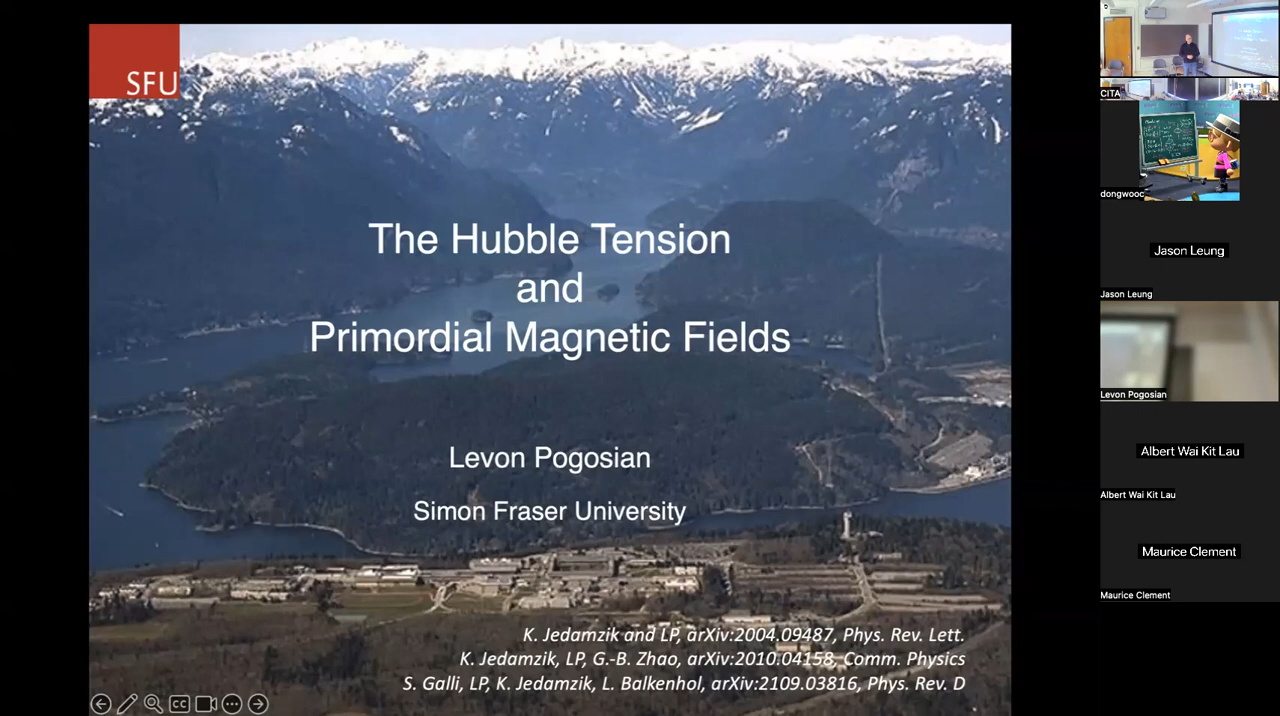 SFU
The Hubble Tension
and
Primordial Magnetic Fields
Levon Pogosian
Simon Fraser University
K. Jedamzik and LP, arXiv:2004.09487, Phys. Rev. Lett.
K. Jedamzik, LP, G.-B. Zhao, arXiv:2010.04158, Comm. Physics
S. Galli, LP, K. Jedamzik, L. Balkenhol, arXiv:2109.03816, Phys. Rev. D
CC
CITA
dongwooc
Jason Leung
Jason Leung
Levon Pogosian
Albert Wai Kit Lau
Albert Wai Kit Lau
Maurice Clement
Maurice Clement